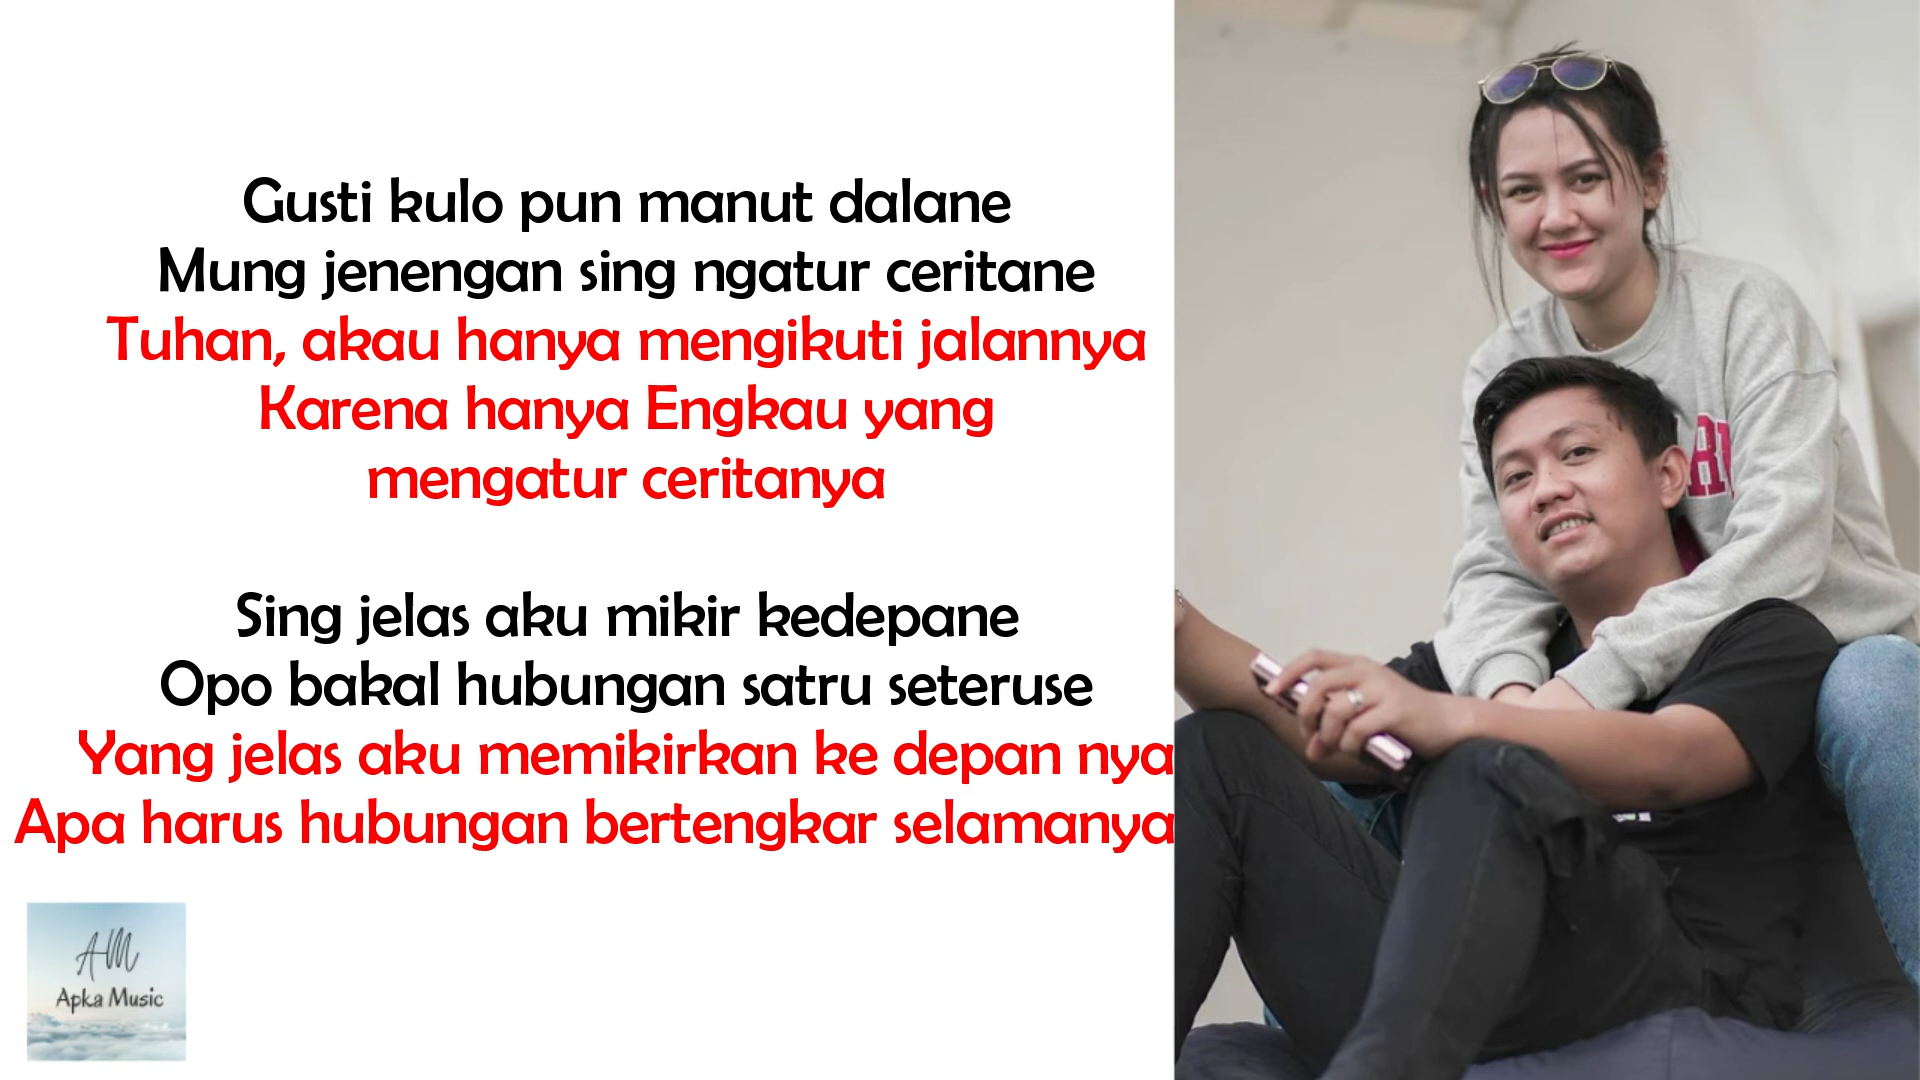 Gusti kulo pun manut dalane
Mung jenengan sing ngatur ceritane
Tuhan, akau hanya mengikuti jalannya
Karena hanya Engkau yang
mengatur ceritanya
Sing jelas aku mikir kedepane
Opo bakal hubungan satru seteruse
Yang jelas aku memikirkan ke depan nya
Apa harus hubungan bertengkar selamanya
AM
Apka Music